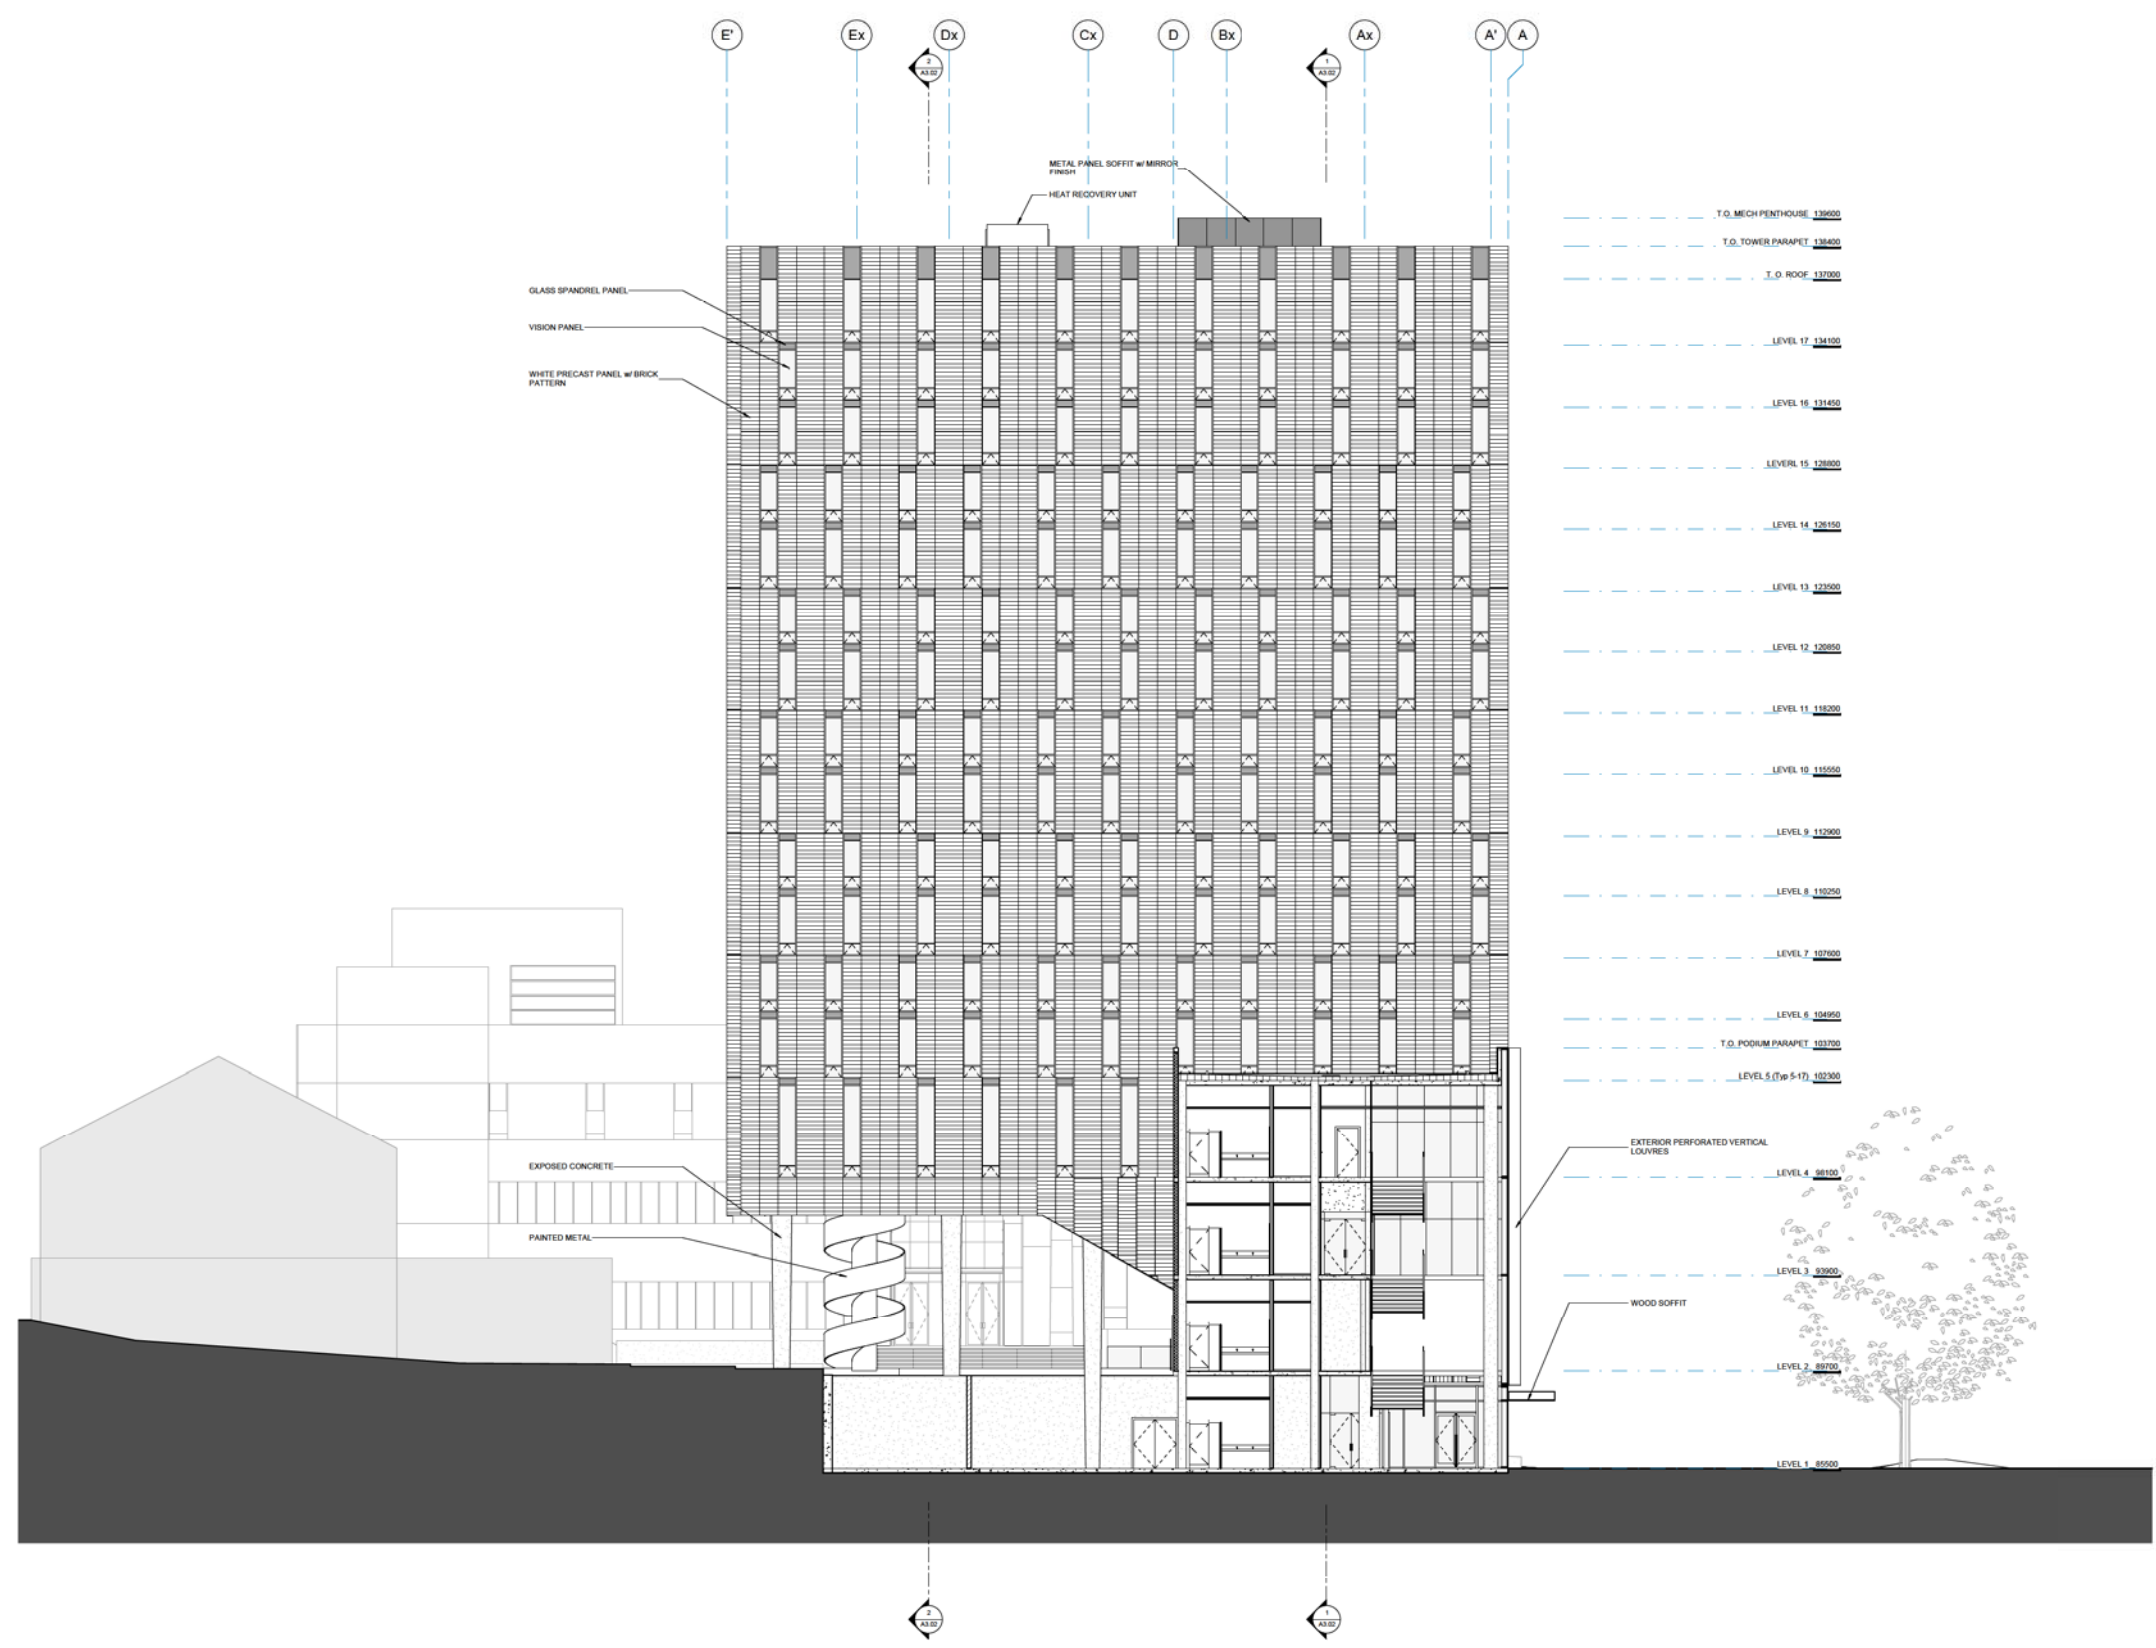 E' Ex Dx Cx D Bx Ax A' A
2
A3.02
1
A3.02
METAL PANEL SOFFIT w/ MIRROR
FINISH
HEAT RECOVERY UNIT
T.O. MECH PENTHOUSE 139600
T.O. TOWER PARAPET 138400
T. O. ROOF 137000
GLASS SPANDREL PANEL
VISION PANEL
LEVEL 17 134100
WHITE PRECAST PANEL w/ BRICK
PATTERN
LEVEL 16 131450
LEVERL 15 128800
LEVEL 14 126150
LEVEL 13 123500
LEVEL 12 120850
LEVEL 11 118200
LEVEL 10 115550
LEVEL 9 112900
LEVEL 8 110250
LEVEL 7 107600
LEVEL 6 104950
T.O. PODIUM PARAPET 103700
LEVEL 5 (Typ 5-17) 102300
EXTERIOR PERFORATED VERTICAL
LOUVRES
EXPOSED CONCRETE
LEVEL 4 98100
PAINTED METAL
LEVEL 3 93900
WOOD SOFFIT
LEVEL 2 89700
LEVEL 1 85500
2
A3.02
1
A3.02